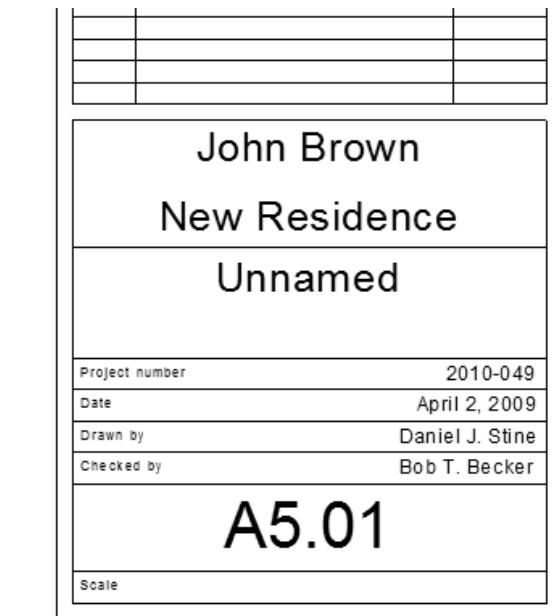 John Brown
New Residence
Unnamed
Project number 2010-049
Date April 2, 2009
Drawn by Daniel J. Stine
Checked by Bob T. Becker
A5.01
Scale